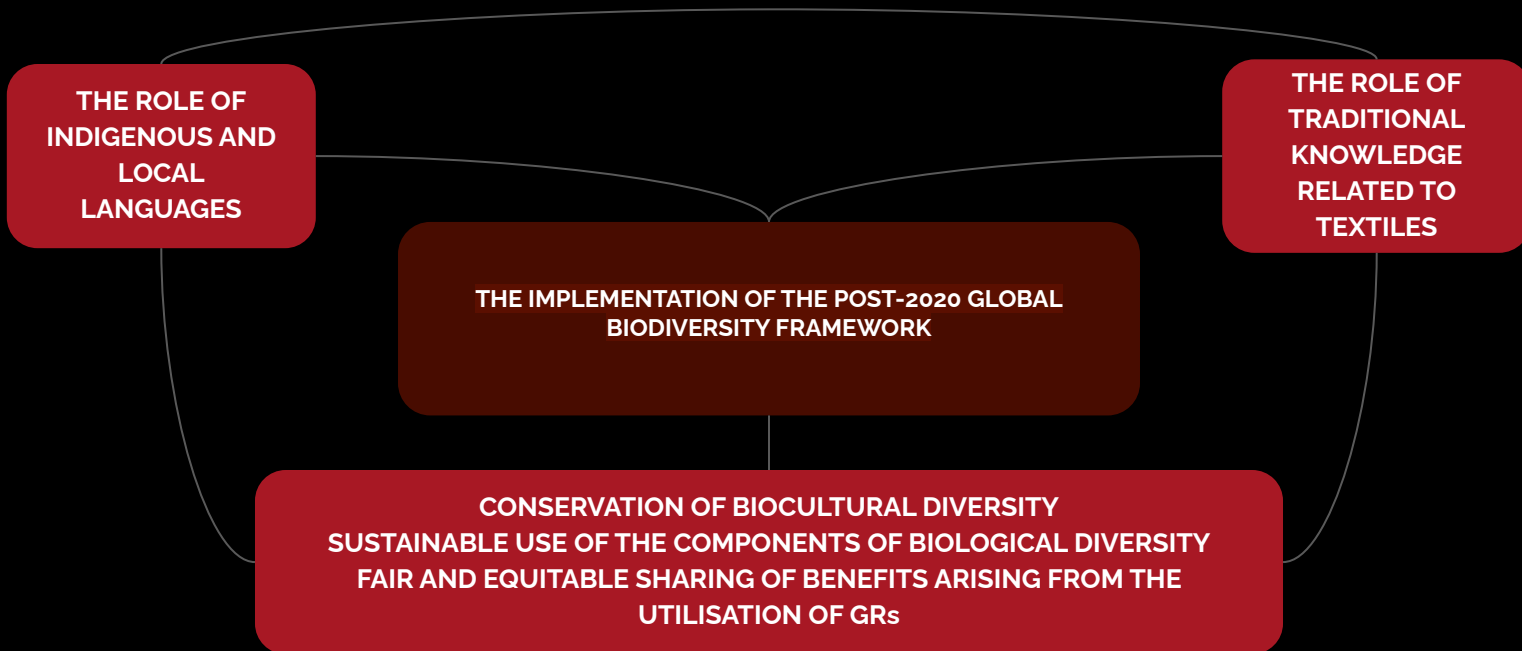 THE ROLE OF
INDIGENOUS AND
LOCAL
LANGUAGES
THE ROLE OF
TRADITIONAL
KNOWLEDGE
RELATED TO
TEXTILES
THE IMPLEMENTATION OF THE POST-2020 GLOBAL
BIODIVERSITY FRAMEWORK
CONSERVATION OF BIOCULTURAL DIVERSITY
SUSTAINABLE USE OF THE COMPONENTS OF BIOLOGICAL DIVERSITY
FAIR AND EQUITABLE SHARING OF BENEFITS ARISING FROM THE
UTILISATION OF GRs